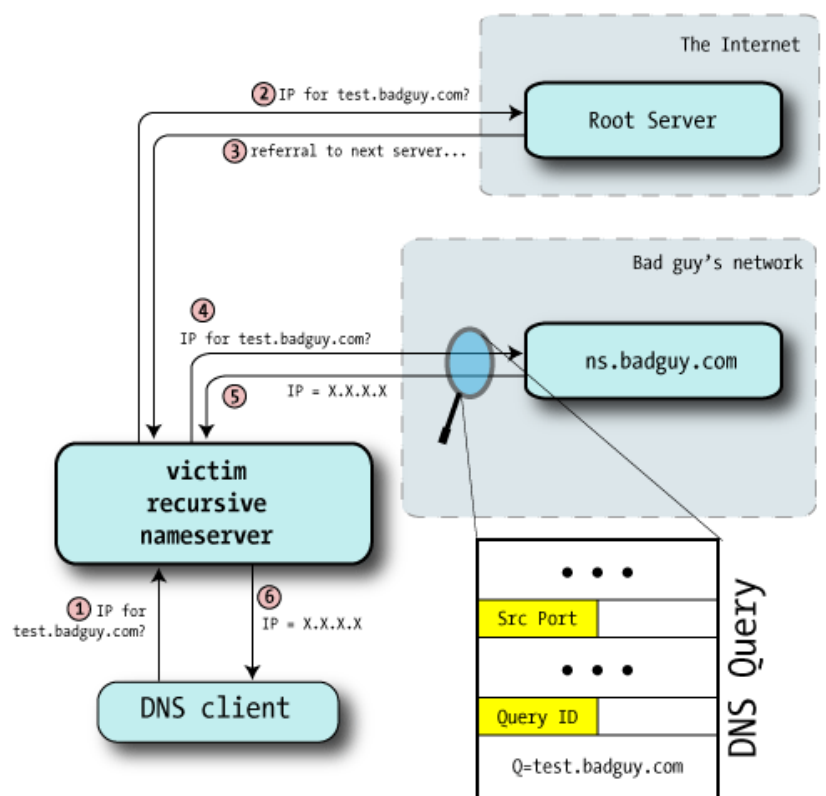 The Internet
② IP for test.badguy.com?
Root Server
③ referral to next server...
Bad guy's network
④
IP for test.badguy.com?
ns.badguy.com
⑤ IP = X.X.X.X
victim
recursive
nameserver
① IP for
test.badguy.com?
⑥
IP = X.X.X.X
DNS client
Src Port
Query ID
Q=test.badguy.com
DNS Query